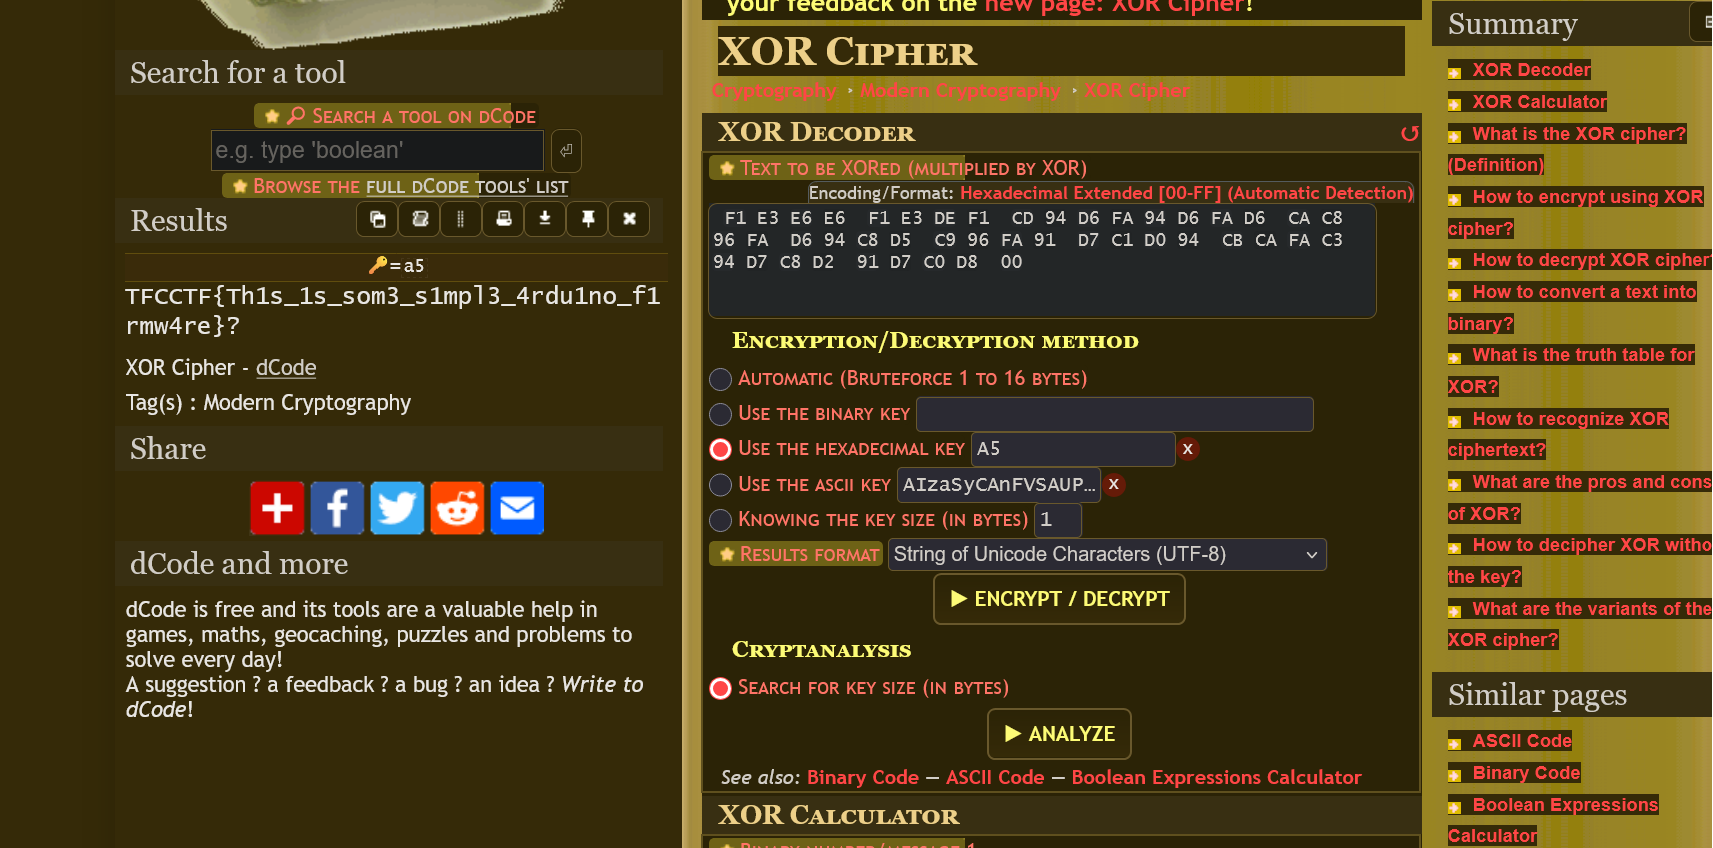 Search for a tool
Search a tool on dCode
e.g. type 'boolean'
Browse the full dCode tools' list
Results
=a5
TFCCTF{Th1s_1s_som3_s1mpl3_4rdu1no_f1
rmw4re}?
XOR Cipher - dCode
Tag(s) : Modern Cryptography
Share
dCode and more
dCode is free and its tools are a valuable help in
games, maths, geocaching, puzzles and problems to
solve every day!
A suggestion ? a feedback ? a bug ? an idea ? Write to
dCode!
your feedback on the new page: XOR Cipher!
XOR Cipher
Cryptography
Modern Cryptography
XOR Cipher
XOR Decoder
Text to be XORed (multiplied by XOR)
Encoding/Format: Hexadecimal Extended [00-FF] (Automatic Detection)
F1 E3 E6 E6 F1 E3 DE F1 CD 94 D6 FA 94 D6 FA D6 CA C8
96 FA D6 94 C8 D5 C9 96 FA 91 D7 C1 D0 94 CB CA FA C3
94 D7 C8 D2 91 D7 C0 D8 00
Encryption/Decryption method
Automatic (Bruteforce 1 to 16 bytes)
Use the binary key
Use the hexadecimal key A5 x
Use the ascii key AIzaSyCAnFVSAUP… x
Knowing the key size (in bytes) 1
Results format String of Unicode Characters (UTF-8)
▶ ENCRYPT / DECRYPT
Cryptanalysis
Search for key size (in bytes)
▶ ANALYZE
See also: Binary Code — ASCII Code — Boolean Expressions Calculator
XOR Calculator
Summary
XOR Decoder
XOR Calculator
What is the XOR cipher?
(Definition)
How to encrypt using XOR
cipher?
How to decrypt XOR cipher?
How to convert a text into
binary?
What is the truth table for
XOR?
How to recognize XOR
ciphertext?
What are the pros and cons
of XOR?
How to decipher XOR witho
the key?
What are the variants of the
XOR cipher?
Similar pages
ASCII Code
Binary Code
Boolean Expressions
Calculator